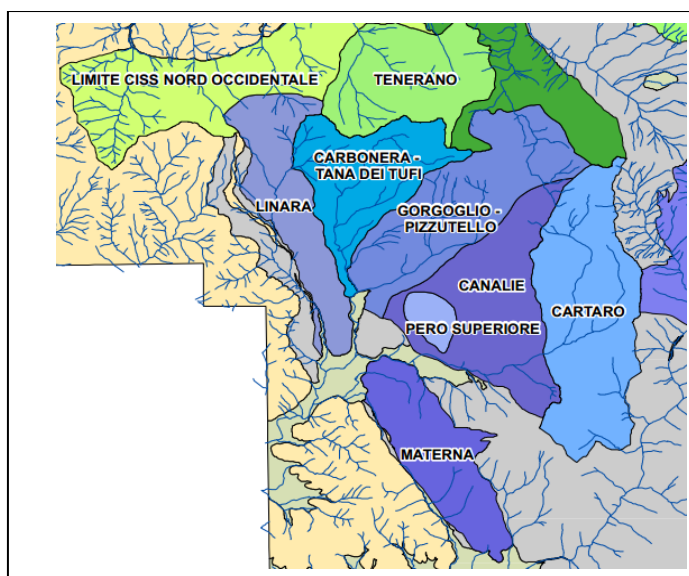 LIMITE CISS NORD OCCIDENTALE
TENERANO
CARBONERA -
TANA DEI TUFI
LINARA
GORGOGLIO -
PIZZUTELLO
CANALIE
CARTARO
PERO SUPERIORE
MATERNA